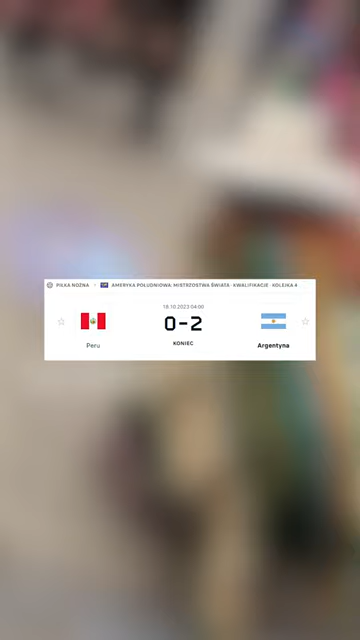 PIŁKA NOŻNA / AMERYKA POŁUDNIOWA: MISTRZOSTWA ŚWIATA - KWALIFIKACJE - KOLEJKA 4
18.10.2023 04:00
0-2
KONIEC
Peru Argentyna